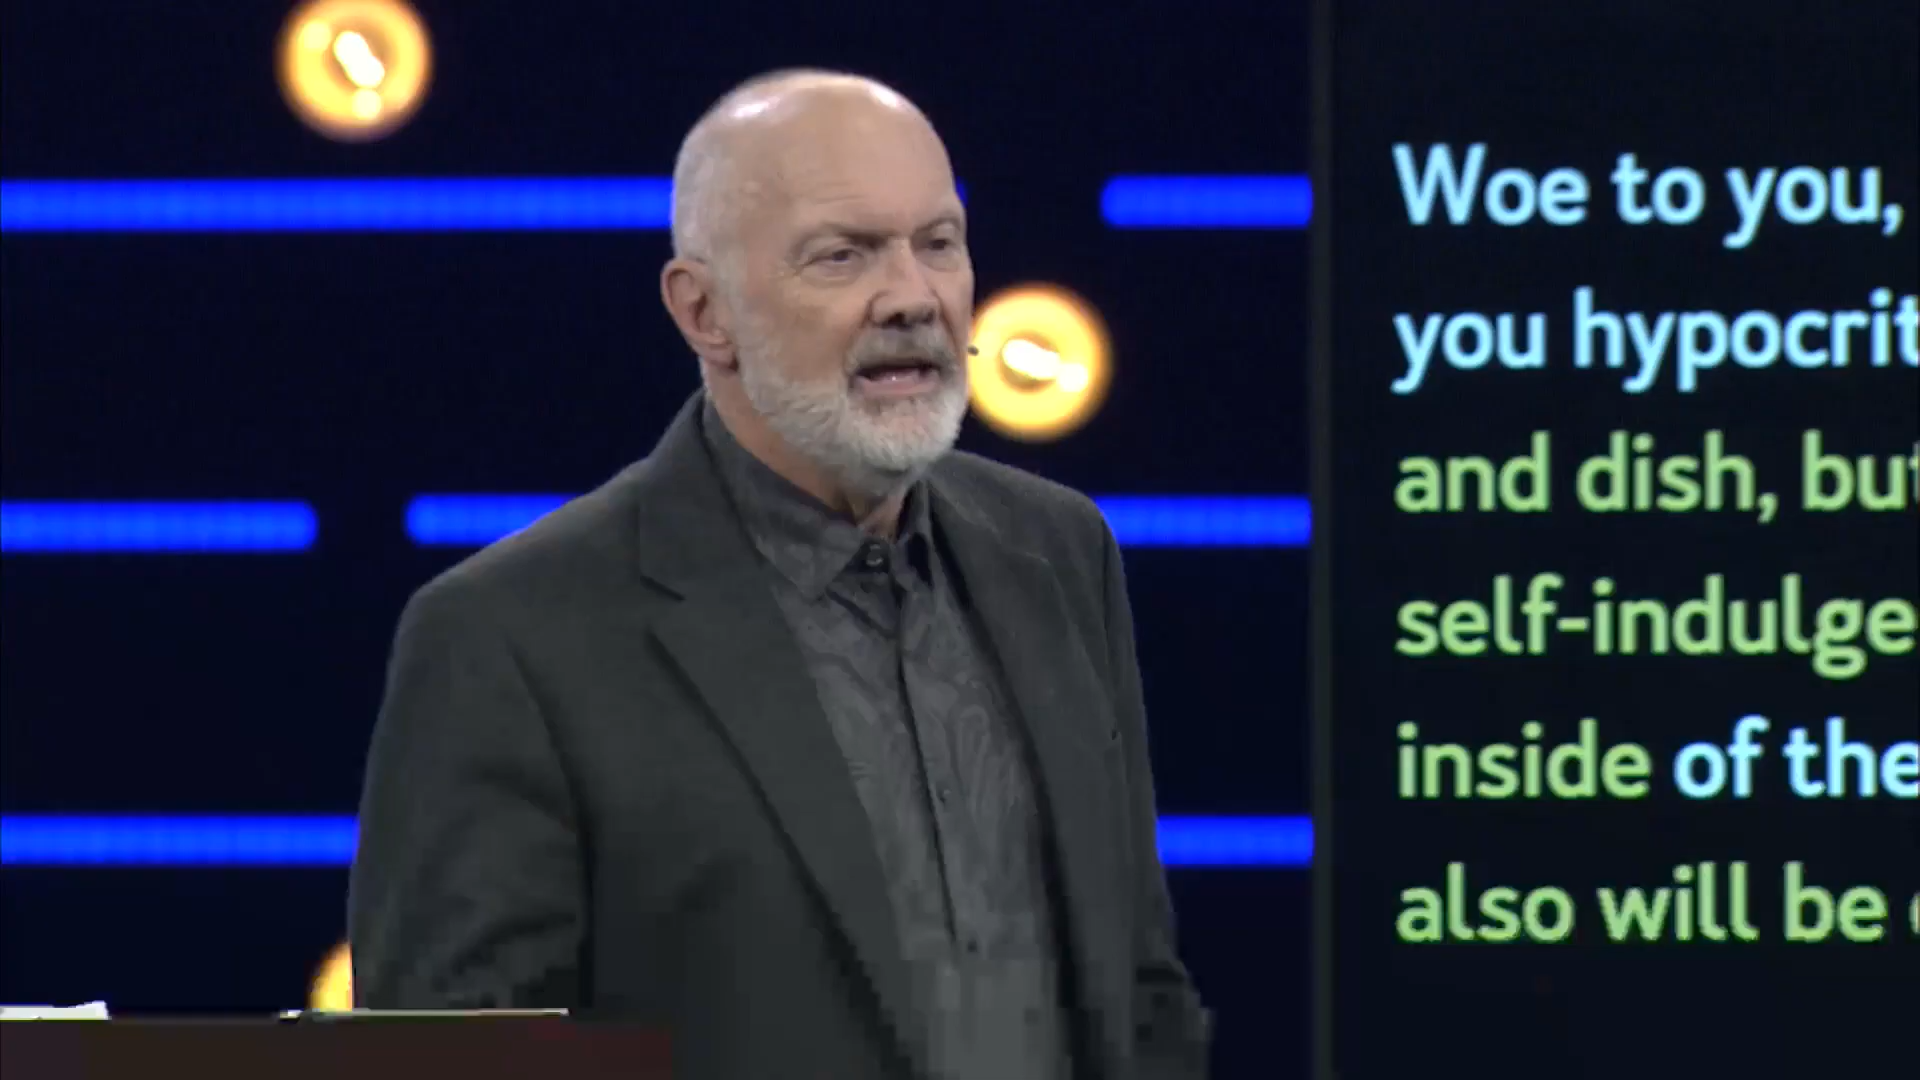 Woe to you,
you hypocrit
and dish, but
self-indulge
inside of the
also will be